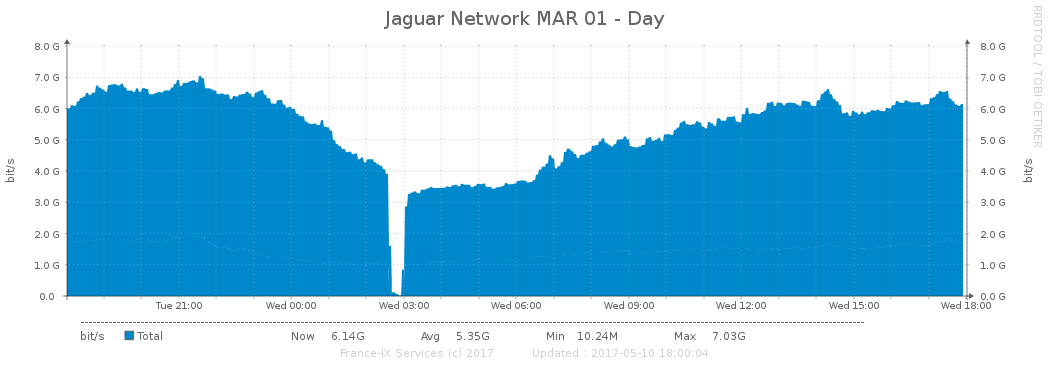 Jaguar Network MAR 01 - Day
RRDTOOL / TOBI OETIKER
8.0 G 8.0 G
7.0 G 7.0 G
6.0 G 6.0 G
5.0 G 5.0 G
4.0 G 4.0 G
3.0 G 3.0 G
2.0 G 2.0 G
1.0 G 1.0 G
0.0 0.0 G
bit/s
bit/s
Tue 21:00 Wed 00:00 Wed 03:00 Wed 06:00 Wed 09:00 Wed 12:00 Wed 15:00 Wed 18:00
bit/s Total Now 6.14G Avg 5.35G Min 10.24M Max 7.03G
France-IX Services (c) 2017 Updated : 2017-05-10 18:00:04